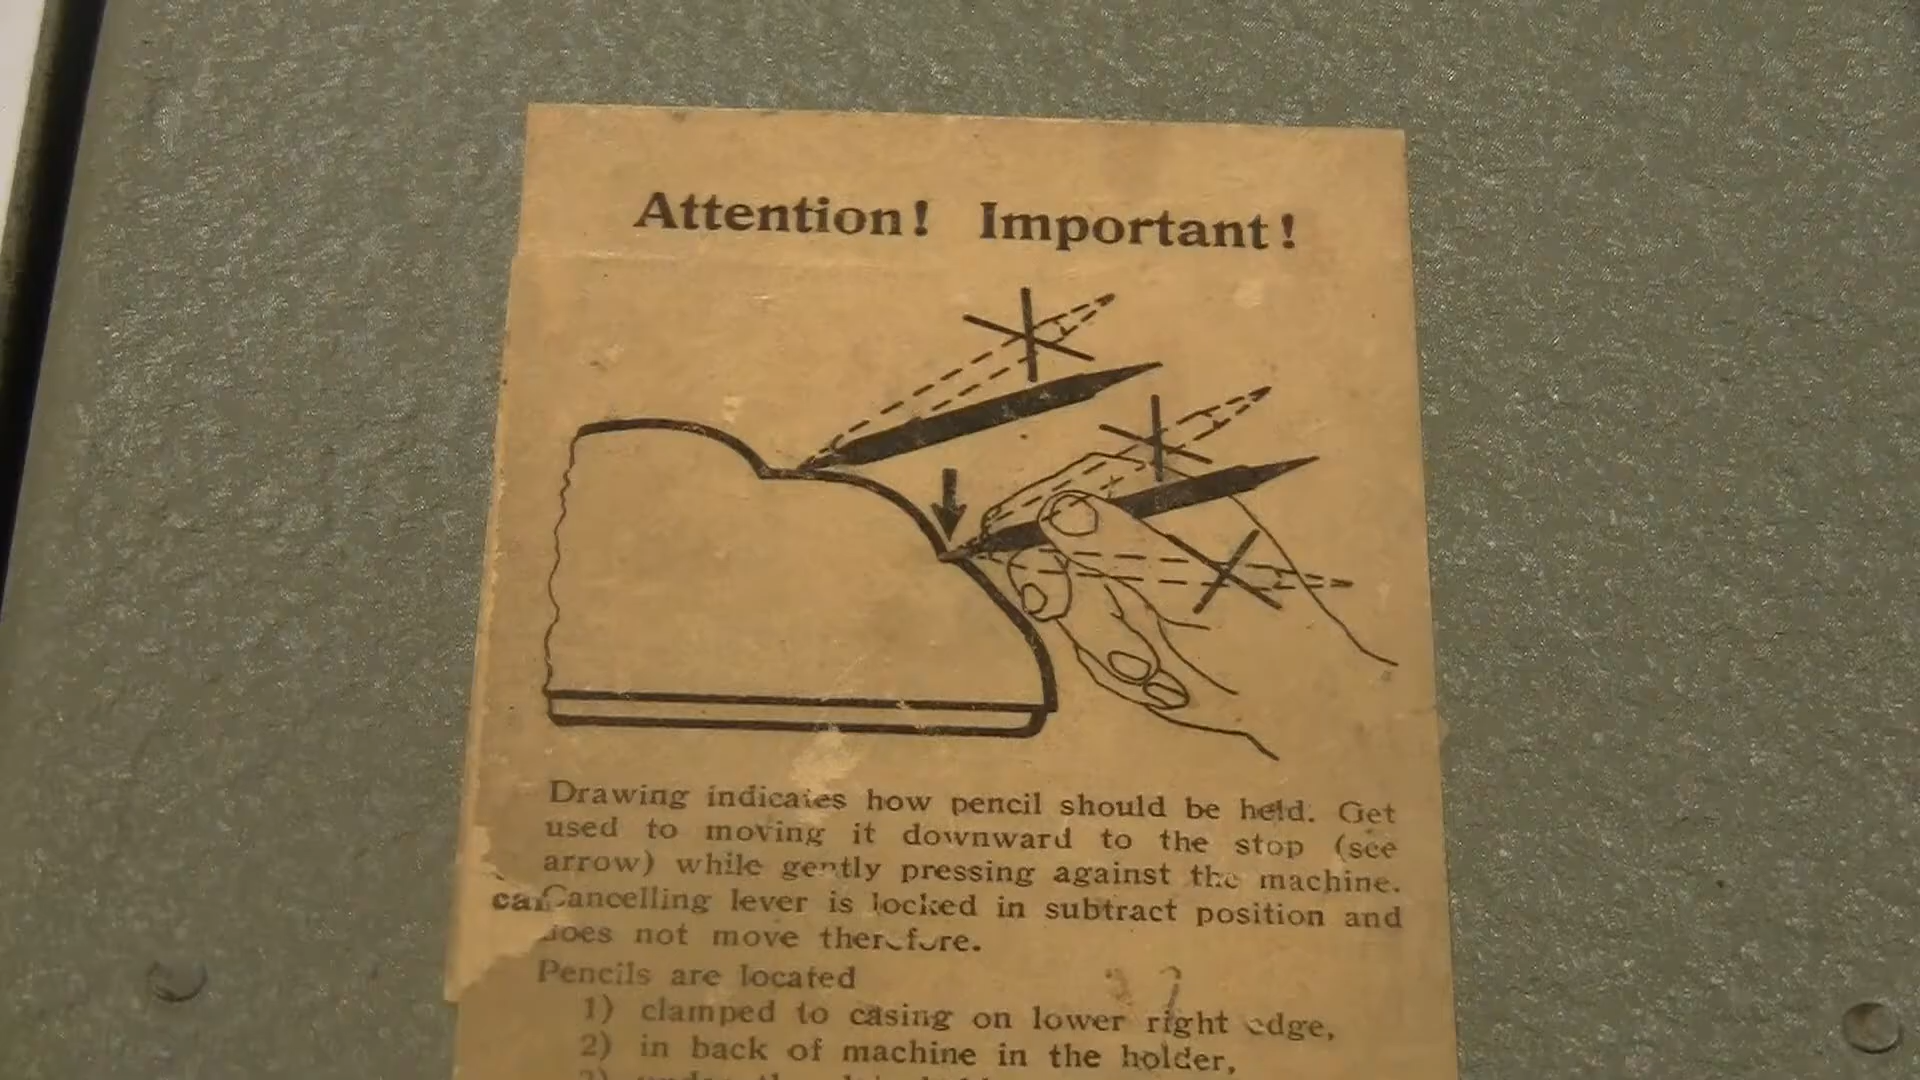 Attention! Important!
Drawing indicates how pencil should be held. Get
used to moving it downward to the stop (see
arrow) while gently pressing against the machine.
Cancelling lever is locked in subtract position and
does not move therefore.
Pencils are located
1) clamped to casing on lower right edge,
2) in back of machine in the holder,